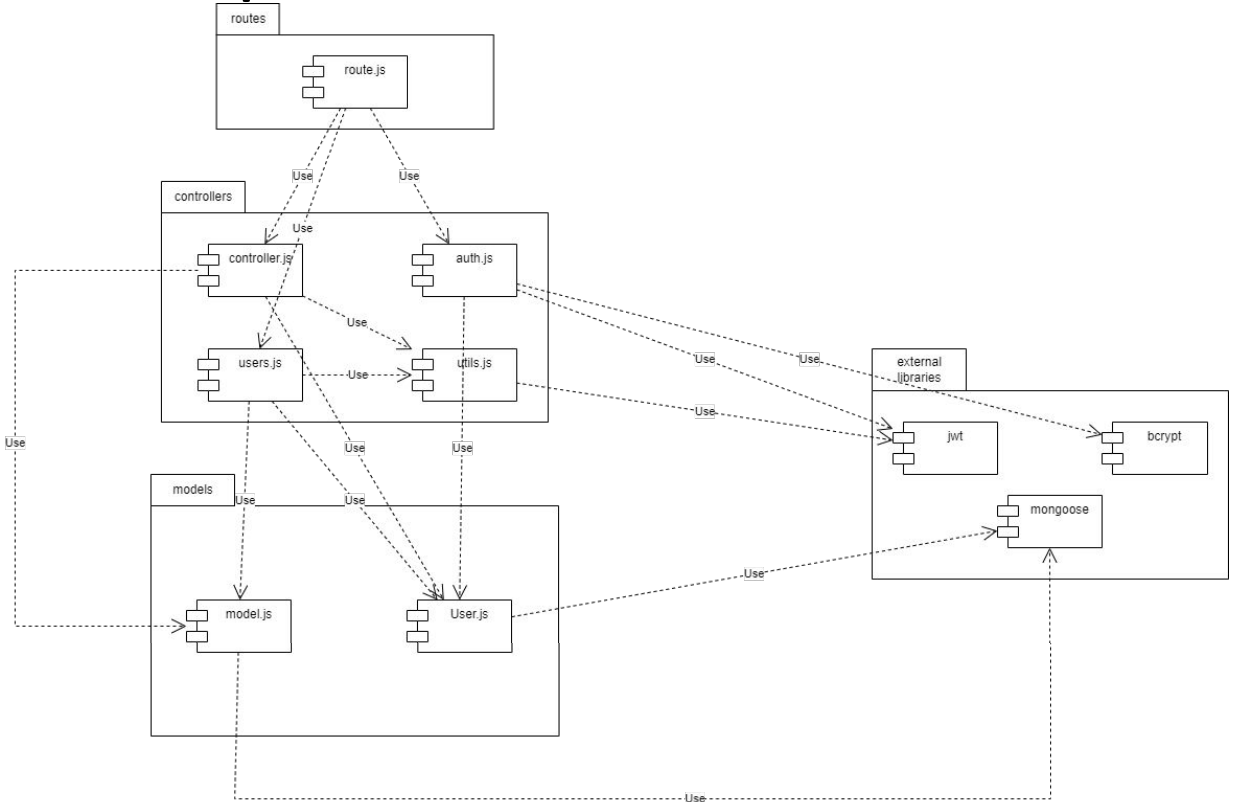 routes
route.js
Use
Use
controllers
Use
controller.js
auth.js
Use
users.js
utils.js
Use
Use
Use
external
libraries
Use
jwt
bcrypt
Use
Use
Use
Use
models
Use
Use
mongoose
Use
model.js
User.js
Use